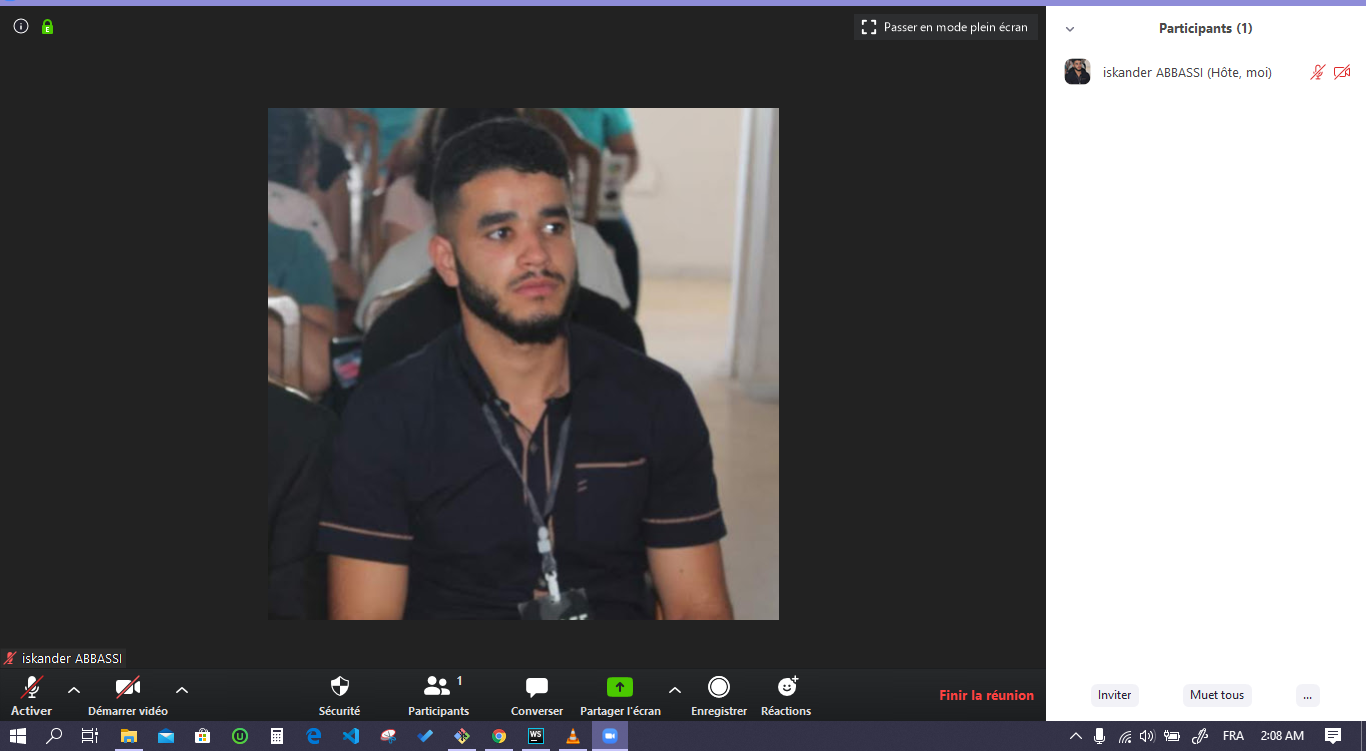 Passer en mode plein écran
Participants (1)
iskander ABBASSI (Hôte, moi)
iskander ABBASSI
Activer
Démarrer vidéo
Sécurité
1
Participants
Converser
Partager l'écran
Enregistrer
Réactions
Finir la réunion
Inviter
Muet tous
...
WS
FRA
2:08 AM